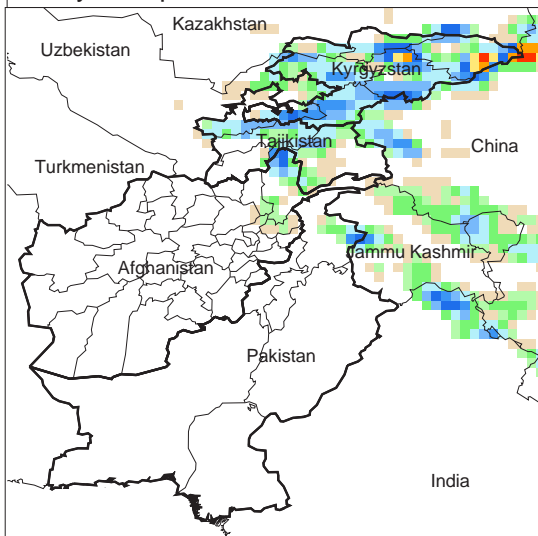 Kazakhstan
Uzbekistan
Kyrgyzstan
Tajikistan
China
Turkmenistan
Jammu Kashmir
Afghanistan
Pakistan
India